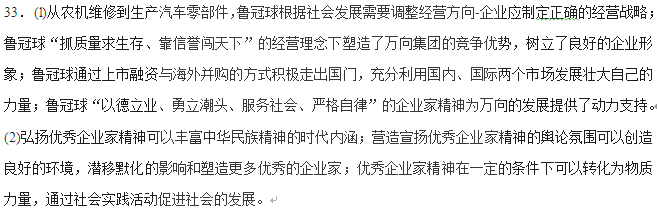 33．(1)从农机维修到生产汽车零部件，鲁冠球根据社会发展需要调整经营方向-企业应制定正确的经营战略；
鲁冠球“抓质量求生存、靠信誉闯天下”的经营理念下塑造了万向集团的竞争优势，树立了良好的企业形
象；鲁冠球通过上市融资与海外并购的方式积极走出国门，充分利用国内、国际两个市场发展壮大自己的
力量；鲁冠球“以德立业、勇立潮头、服务社会、严格自律”的企业家精神为万向的发展提供了动力支持。
(2)弘扬优秀企业家精神可以丰富中华民族精神的时代内涵；营造宣扬优秀企业家精神的舆论氛围可以创造
良好的环境，潜移默化的影响和塑造更多优秀的企业家；优秀企业家精神在一定的条件下可以转化为物质
力量，通过社会实践活动促进社会的发展。